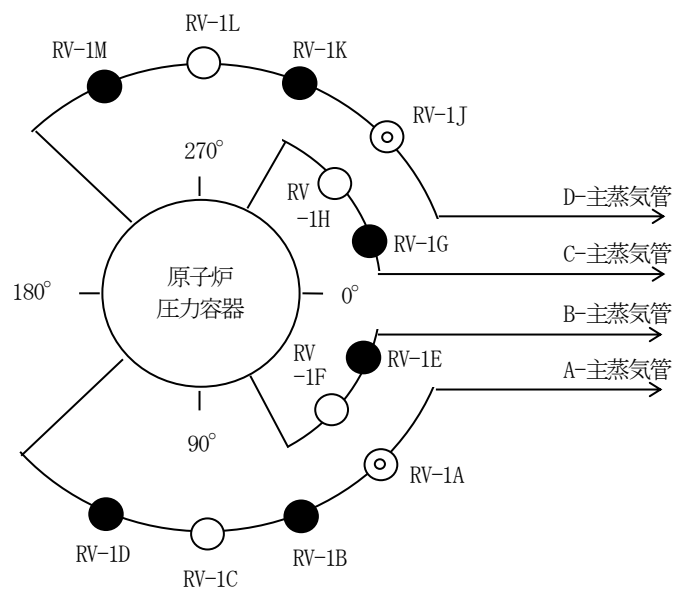 RV-1L
RV-1M
RV-1K
RV-1J
270°
RV
-1H
D-主蒸気管
RV-1G
C-主蒸気管
原子炉
圧力容器
180°
0°
B-主蒸気管
RV
-1F
RV-1E
A-主蒸気管
90°
RV-1A
RV-1D
RV-1B
RV-1C